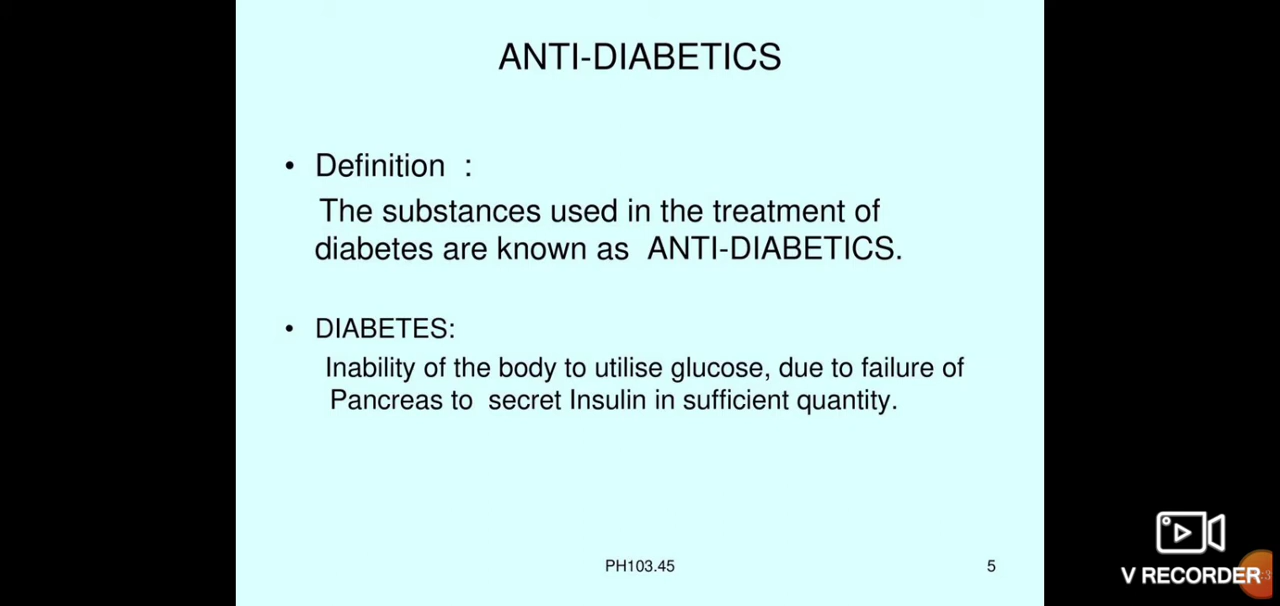 ANTI-DIABETICS
• Definition :
The substances used in the treatment of
diabetes are known as ANTI-DIABETICS.
• DIABETES:
Inability of the body to utilise glucose, due to failure of
Pancreas to secret Insulin in sufficient quantity.
PH103.45
5
V RECORDER